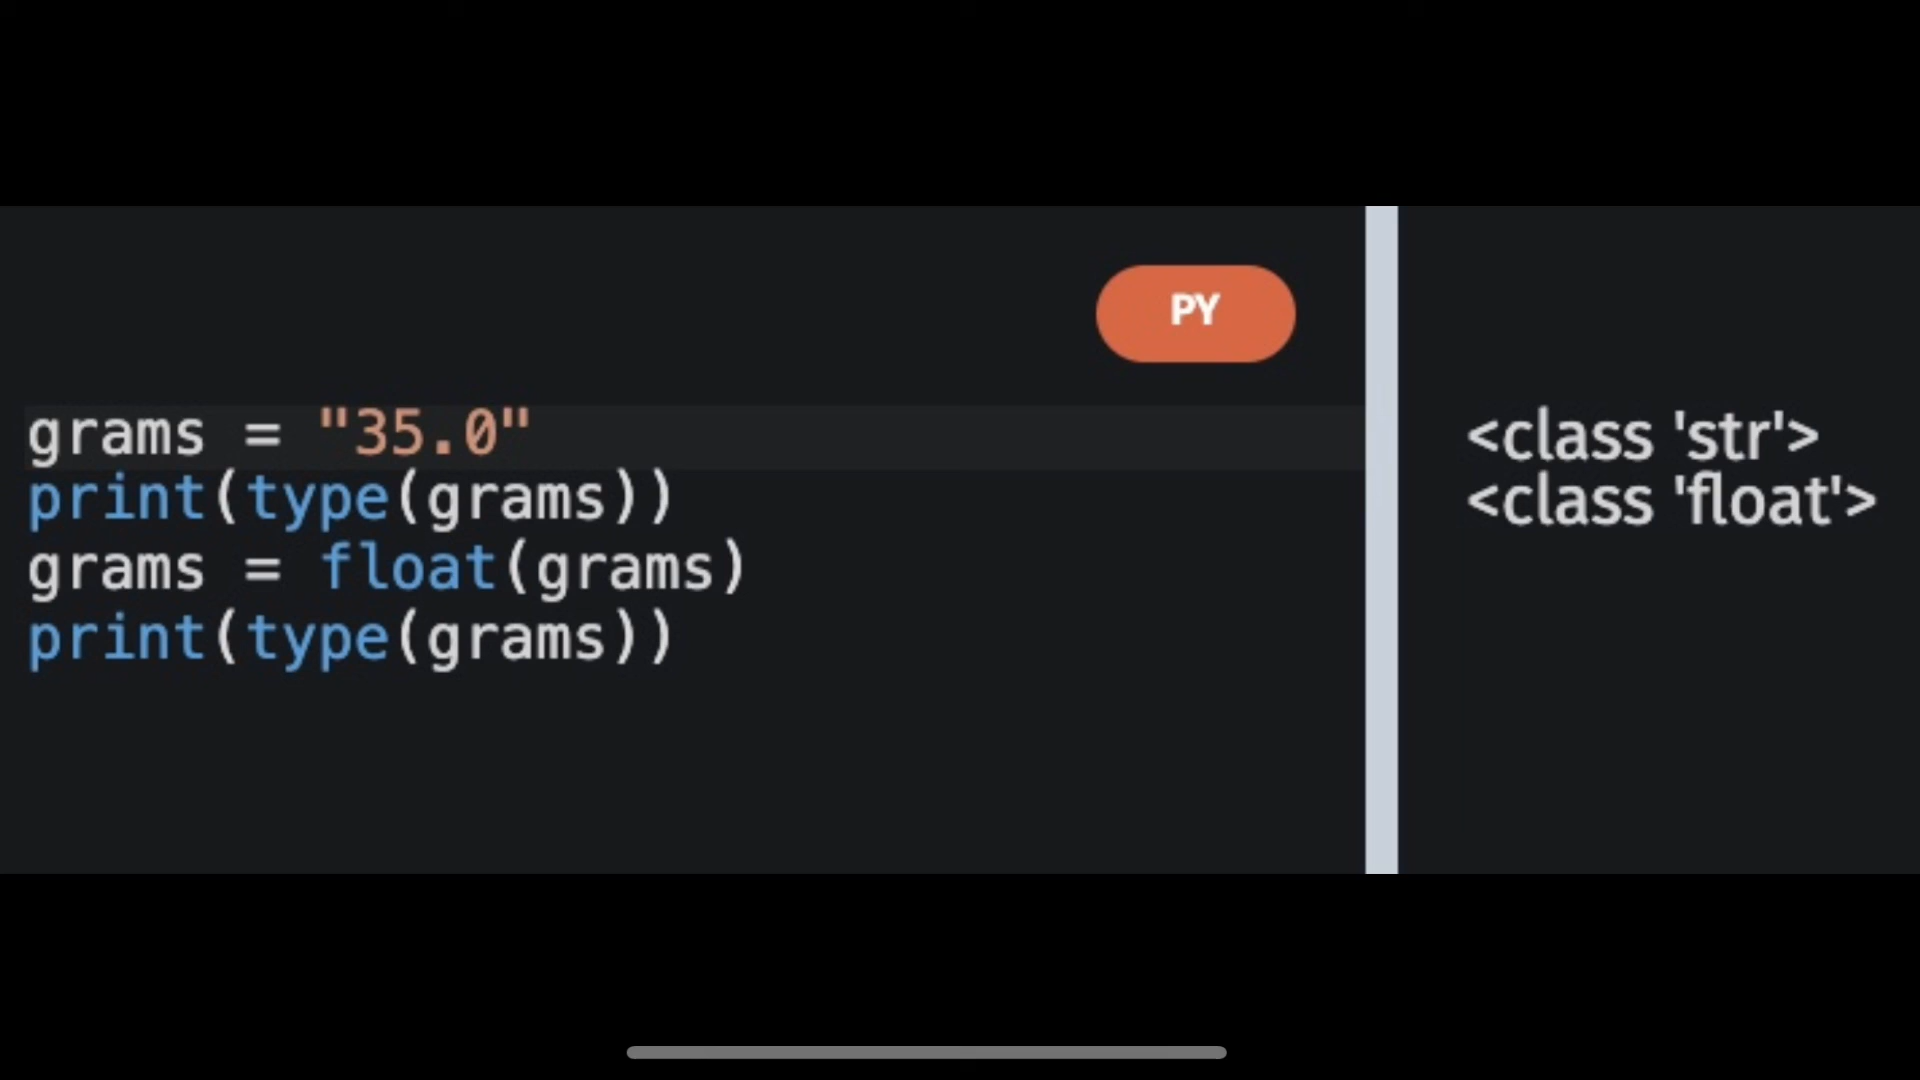 PY
grams = "35.0"
print(type(grams))
grams = float(grams)
print(type(grams))
<class 'str'>
<class 'float'>